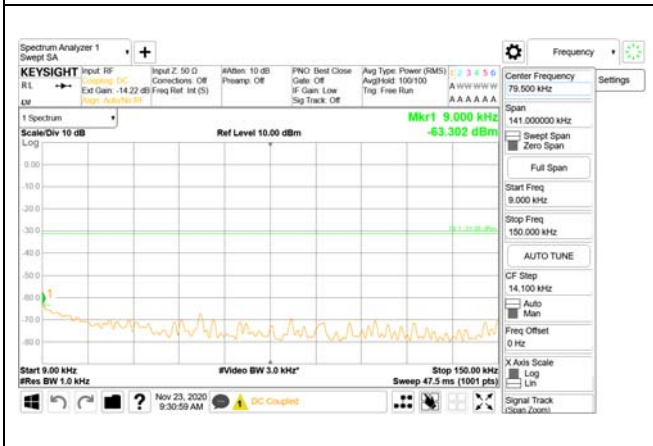 Spectrum Analyzer 1
Swept SA
+
Frequency
KEYSIGHT
Input: RF
Coupling: DC
Ext Gain: -14.22 dB
Align: Auto/No RF
Input Z: 50 Ω
Corrections: Off
Freq Ref: Int (S)
#Atten: 10 dB
Preamp: Off
PNO: Best Close
Gate: Off
IF Gain: Low
Sig Track: Off
Avg Type: Power (RMS)
Avg|Hold: 100/100
Trig: Free Run
1 2 3 4 5 6
A W W W W W
A A A A A A
RL
1 Spectrum
Scale/Div 10 dB
Log
Ref Level 10.00 dBm
Mkr1 9.000 kHz
-63.302 dBm
0.00
-10.0
-20.0
-30.0
-40.0
-50.0
-60.0
-70.0
-80.0
1
Start 9.00 kHz
#Res BW 1.0 kHz
#Video BW 3.0 kHz*
Stop 150.00 kHz
Sweep 47.5 ms (1001 pts)
?
Nov 23, 2020
9:30:59 AM
DC Coupled
Center Frequency
79.500 kHz
Settings
Span
141.000000 kHz
Swept Span
Zero Span
Full Span
Start Freq
9.000 kHz
Stop Freq
150.000 kHz
AUTO TUNE
CF Step
14.100 kHz
Auto
Man
Freq Offset
0 Hz
X Axis Scale
Log
Lin
Signal Track
(Span Zoom)